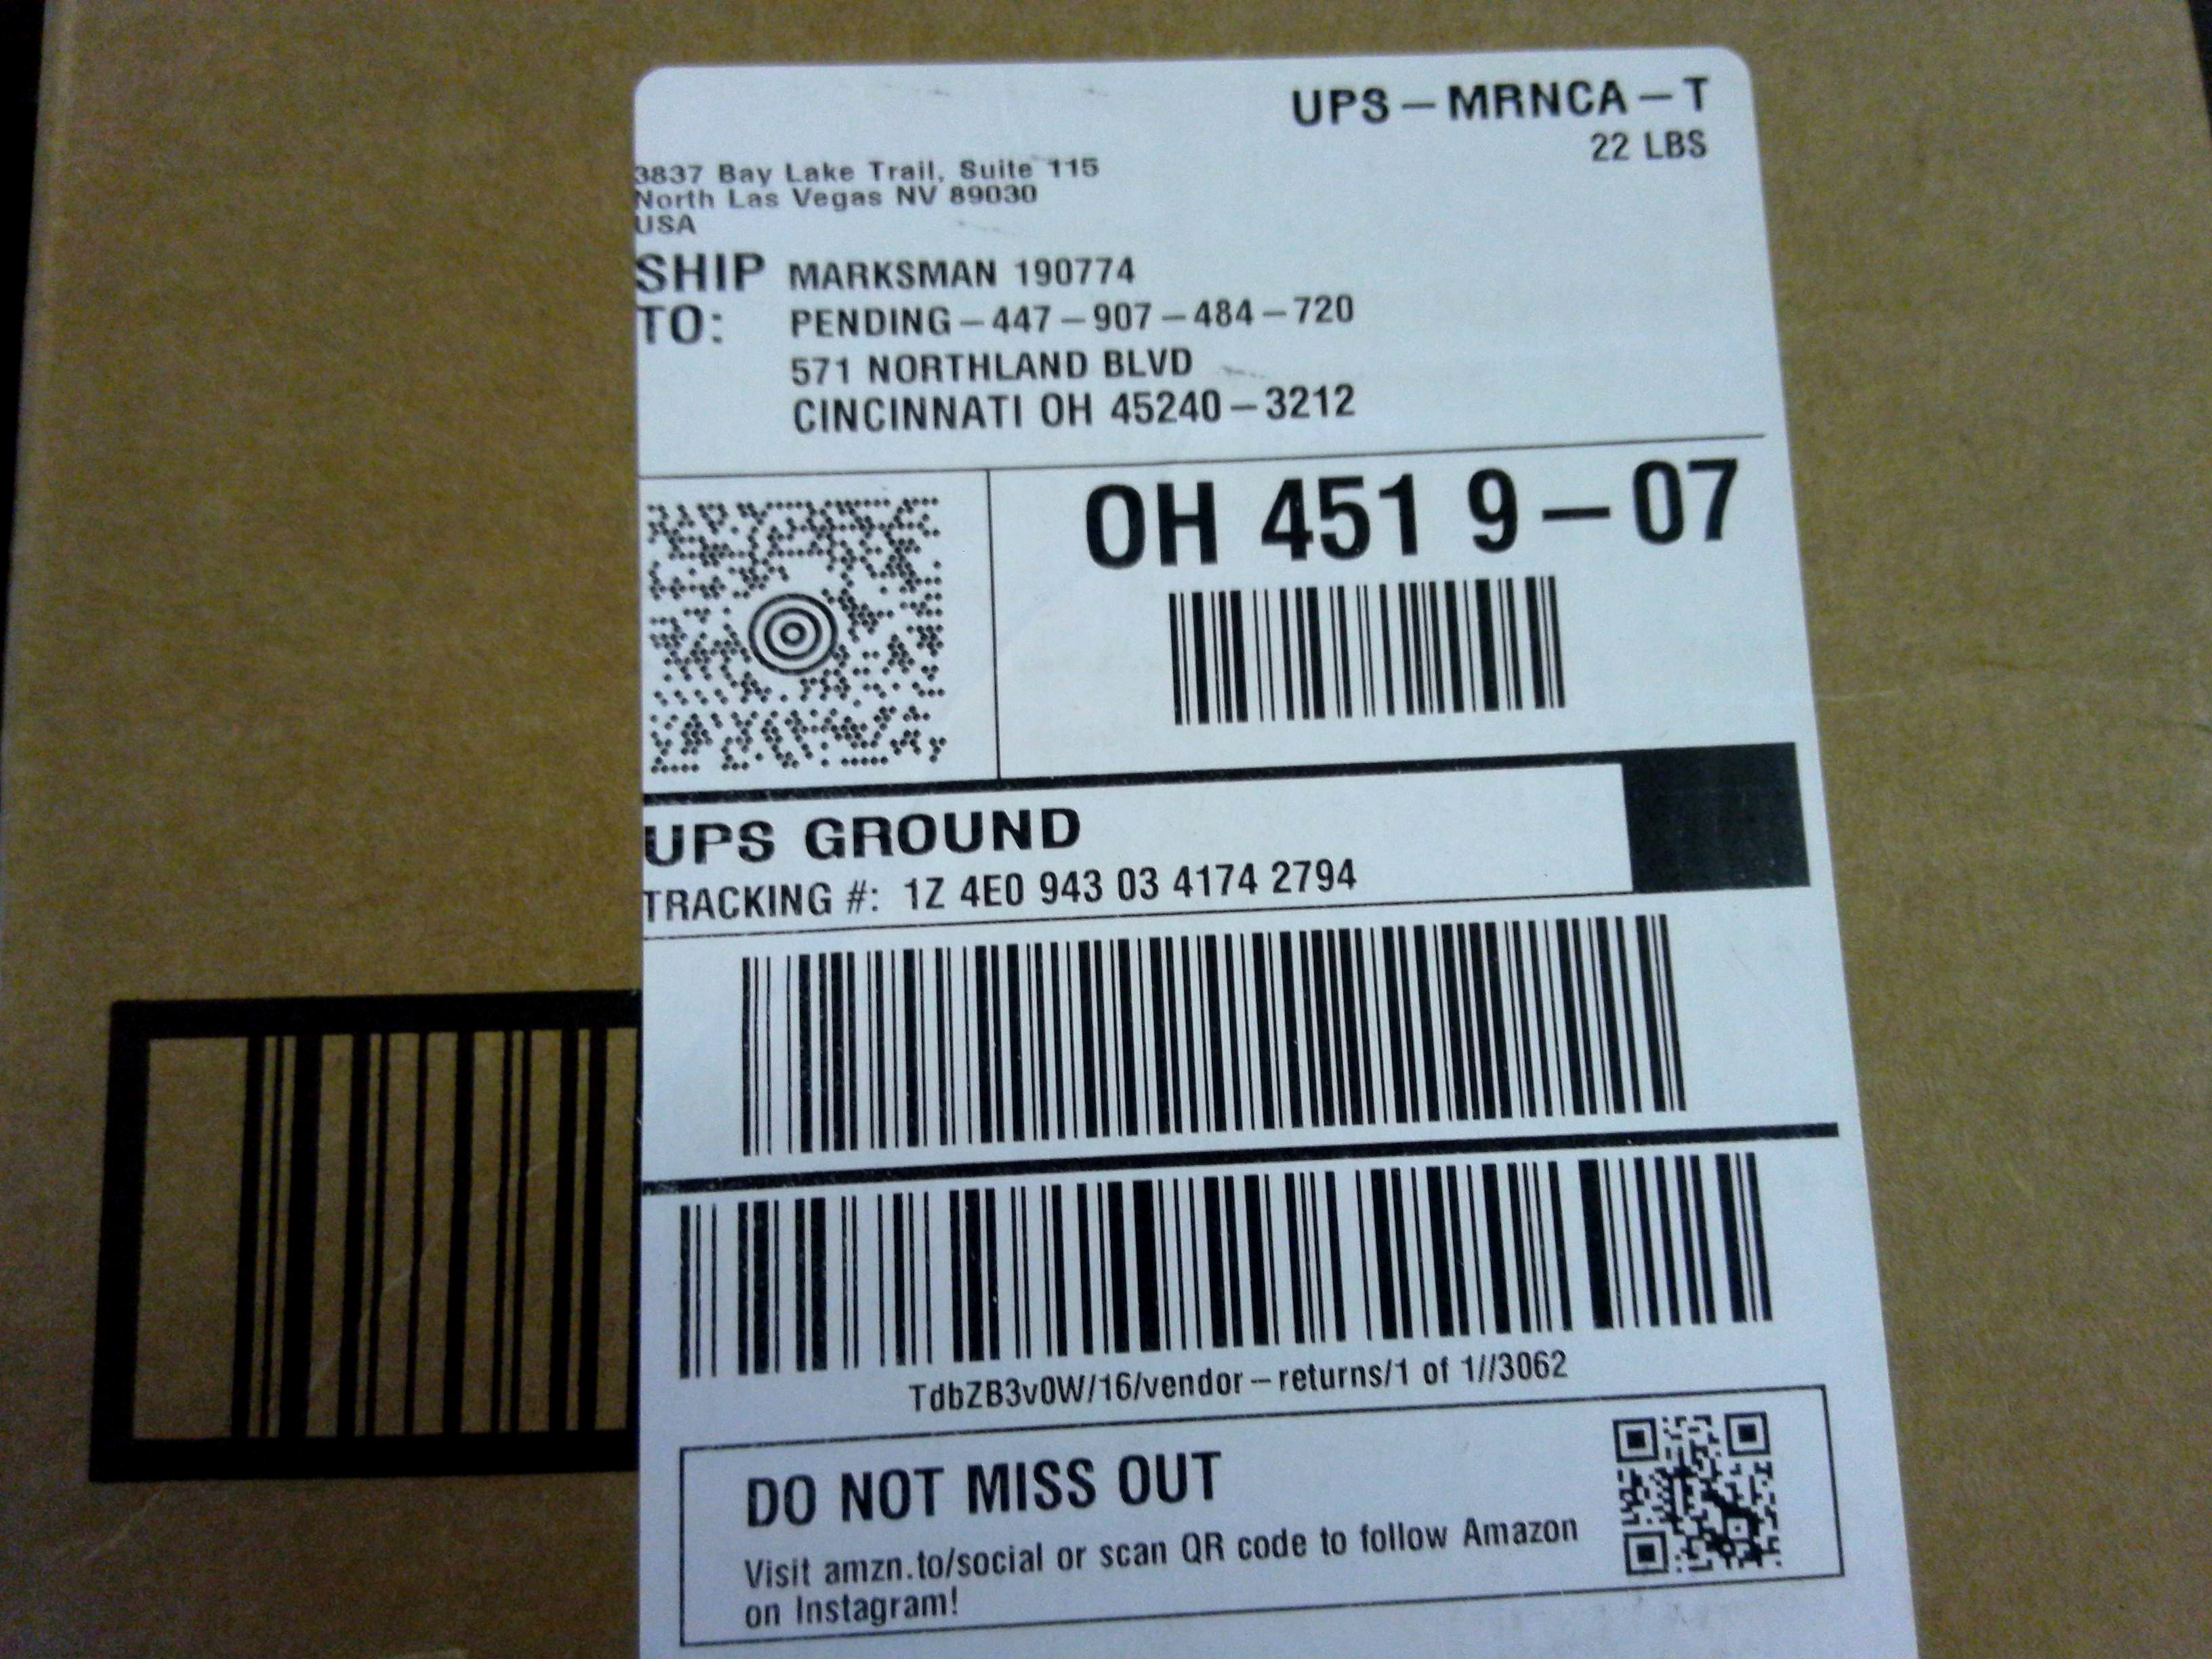 UPS – MRNCA – T
22 LBS
3837 Bay Lake Trail, Suite 115
North Las Vegas NV 89030
USA
SHIP TO: MARKSMAN 190774
PENDING – 447 – 907 – 484 – 720
571 NORTHLAND BLVD
CINCINNATI OH 45240 – 3212
OH 451 9 – 07
UPS GROUND
TRACKING #: 1Z 4E0 943 03 4174 2794
TdbZB3v0W/16/vendor – returns/1 of 1//3062
DO NOT MISS OUT
Visit amzn.to/social or scan QR code to follow Amazon
on Instagram!